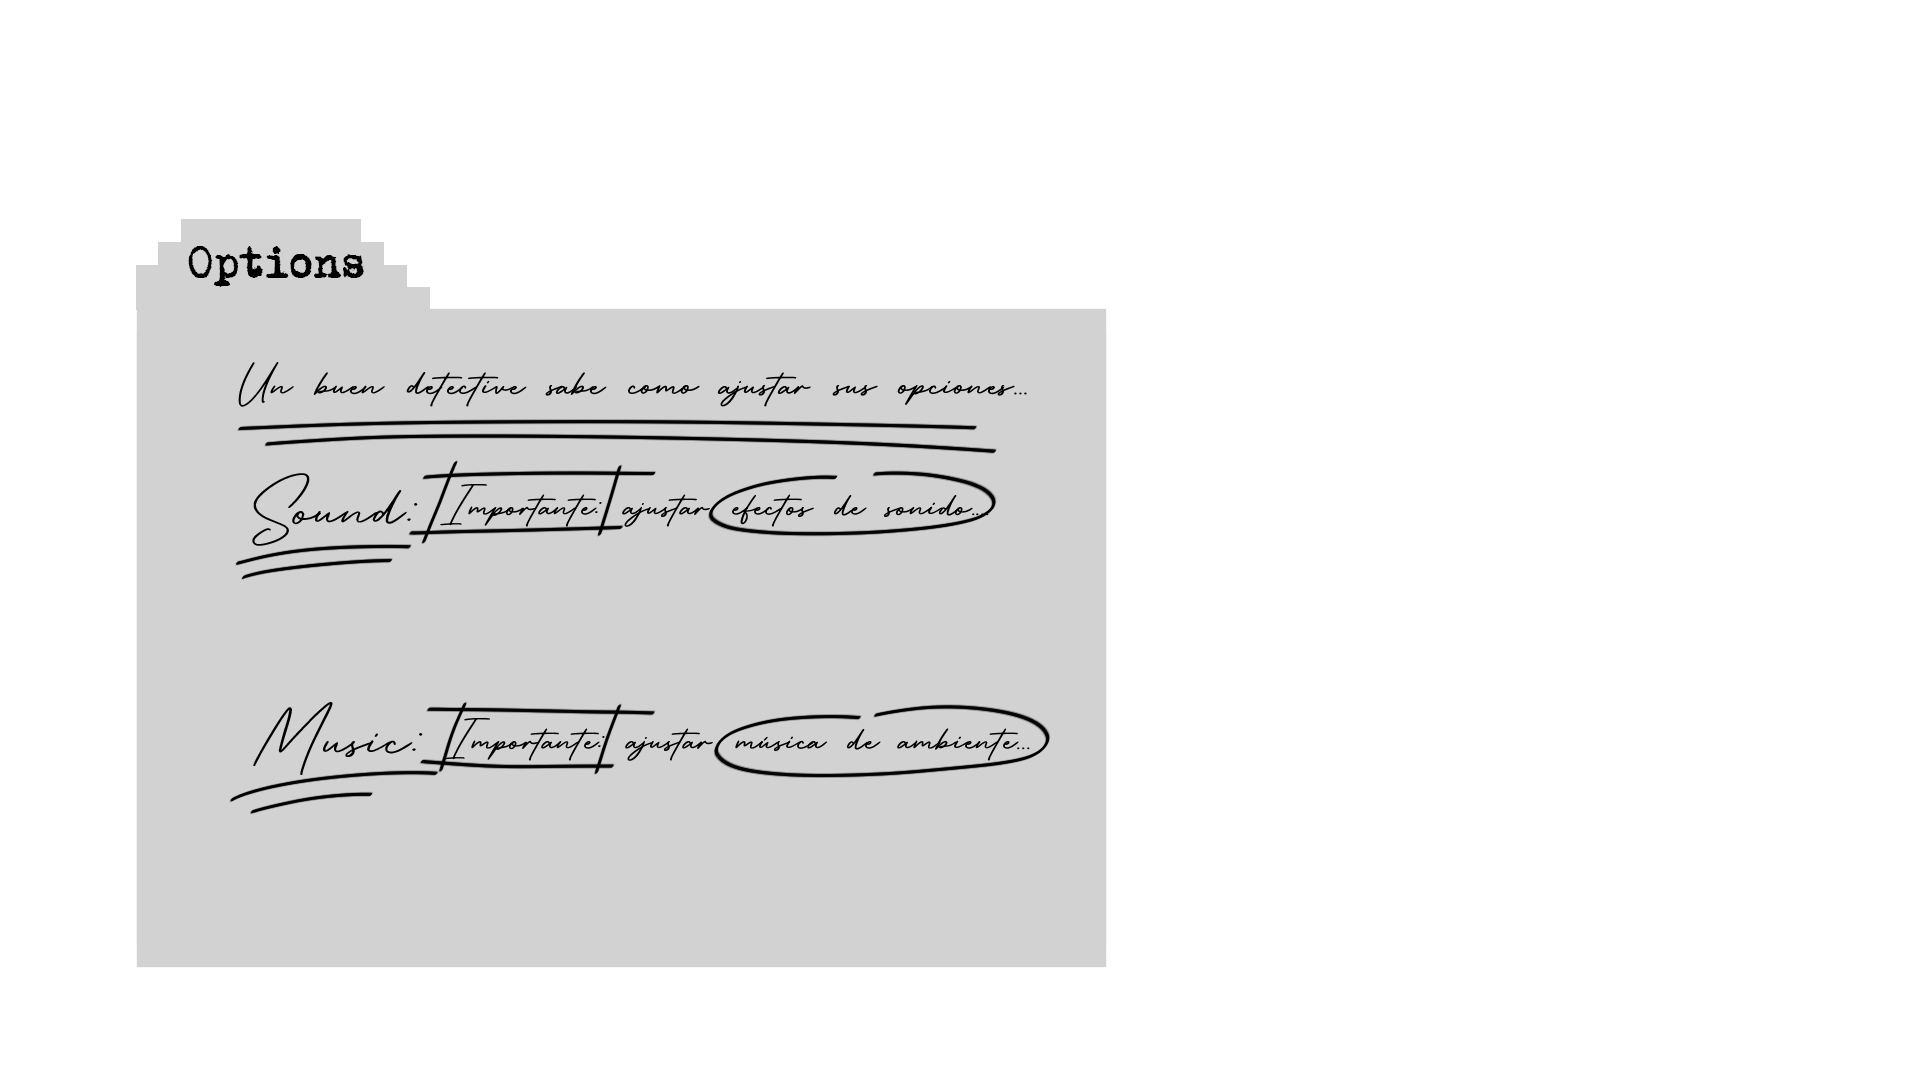 Options
Un buen detective sabe como ajustar sus opciones...
Sound: Importante: ajustar efectos de sonido...
Music: Importante: ajustar música de ambiente...